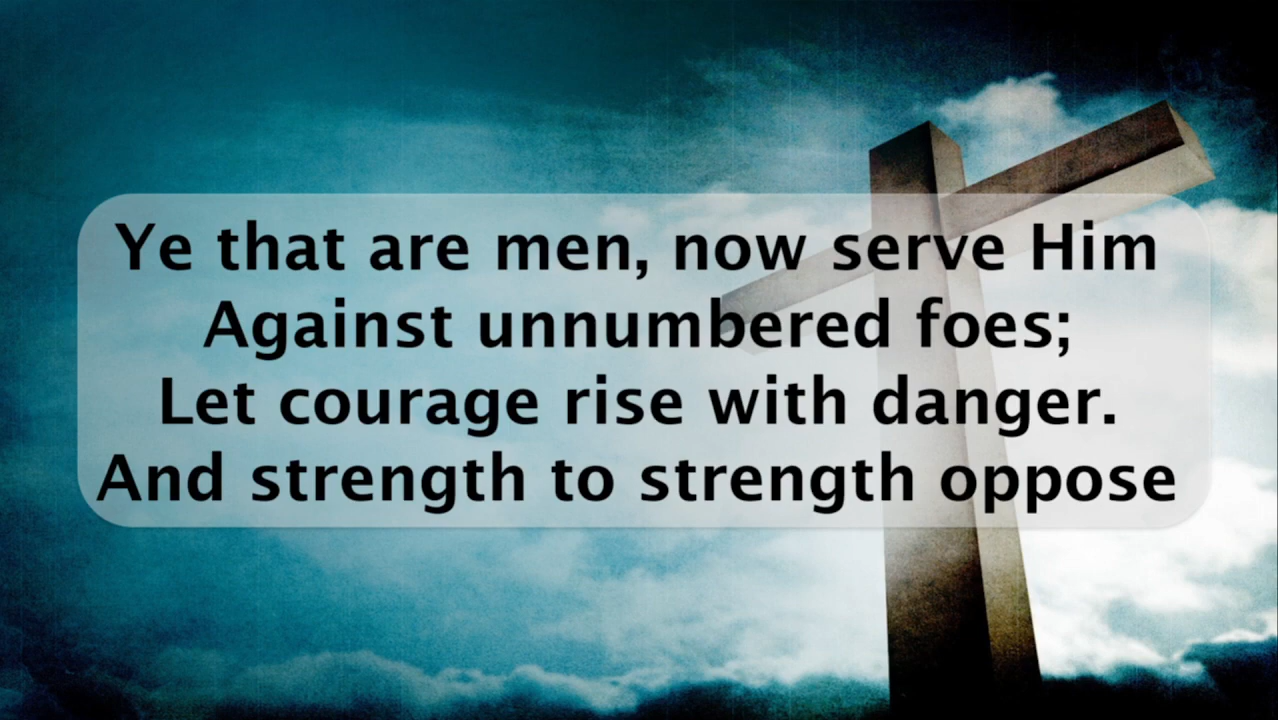 Ye that are men, now serve Him
Against unnumbered foes;
Let courage rise with danger.
And strength to strength oppose